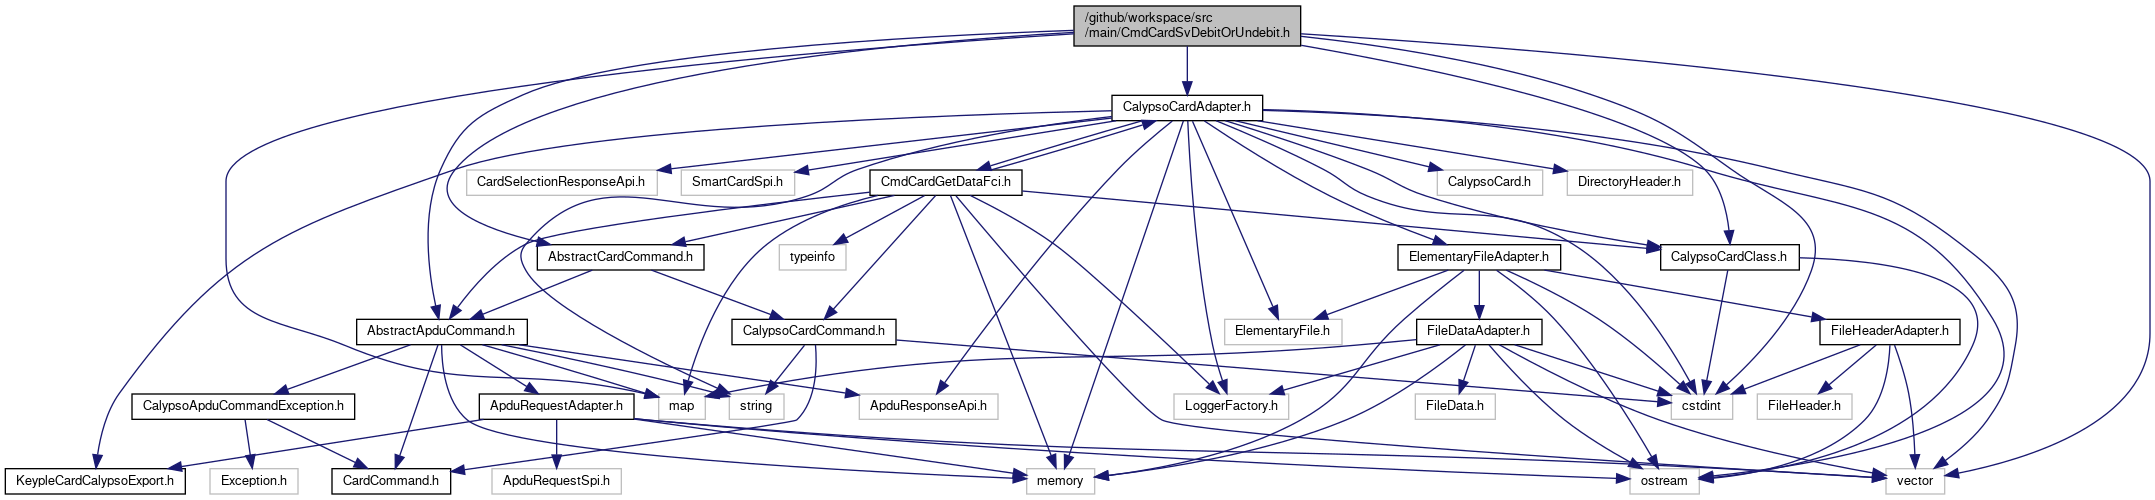 /github/workspace/src
/main/CmdCardSvDebitOrUndebit.h
CalypsoCardAdapter.h
CardSelectionResponseApi.h
SmartCardSpi.h
CmdCardGetDataFci.h
CalypsoCard.h
DirectoryHeader.h
AbstractCardCommand.h
typeinfo
ElementaryFileAdapter.h
CalypsoCardClass.h
AbstractApduCommand.h
CalypsoCardCommand.h
ElementaryFile.h
FileDataAdapter.h
FileHeaderAdapter.h
CalypsoApduCommandException.h
ApduRequestAdapter.h
map
string
ApduResponseApi.h
LoggerFactory.h
FileData.h
cstdint
FileHeader.h
KeypleCardCalypsoExport.h
Exception.h
CardCommand.h
ApduRequestSpi.h
memory
ostream
vector